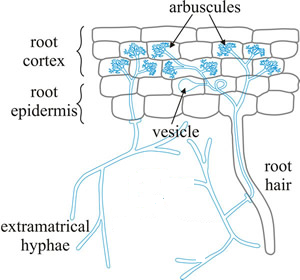 arbuscules
root
cortex
root
epidermis
vesicle
root
hair
extramatrical
hyphae